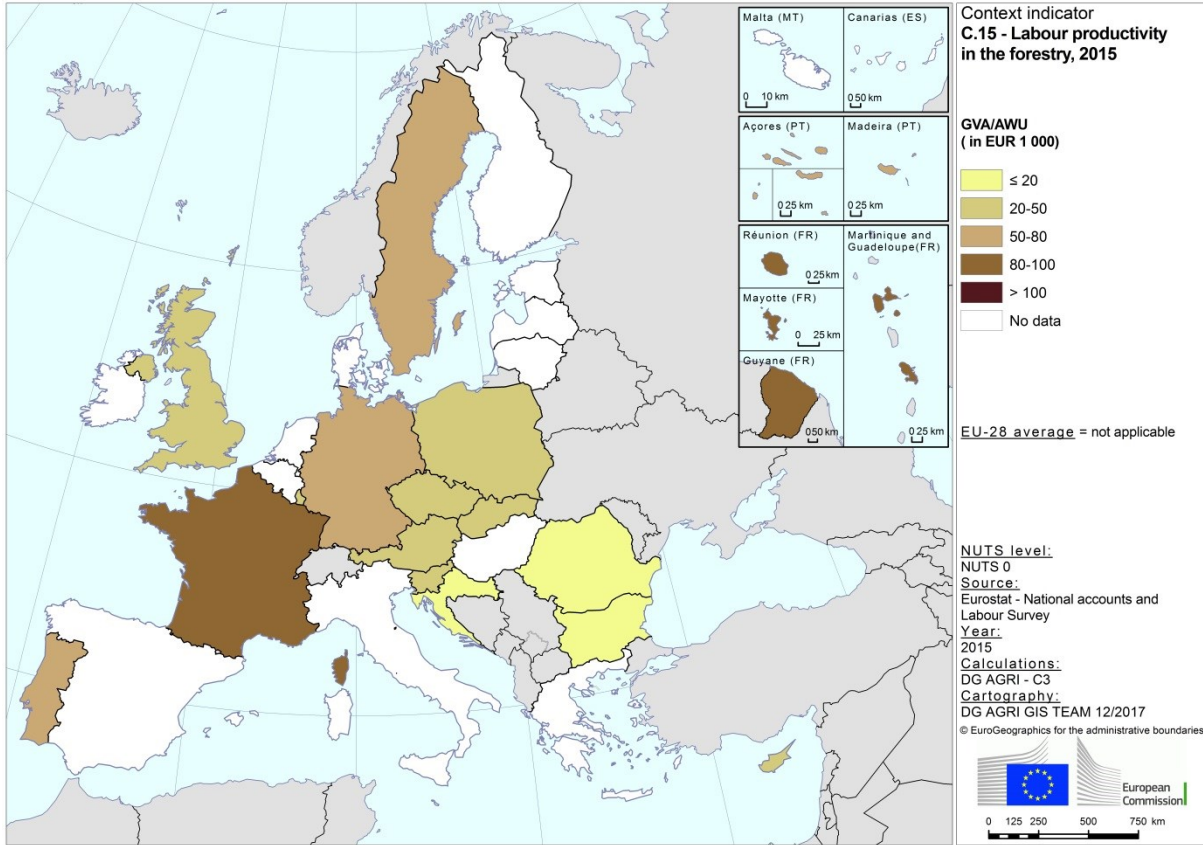 Malta (MT)
0 10 km
Canarias (ES)
0 50 km
Açores (PT)
0 25 km
Madeira (PT)
0 25 km
Réunion (FR)
0 25 km
Martinique and
Guadeloupe(FR)
0 25 km
Mayotte (FR)
0 25 km
Guyane (FR)
0 50 km
Context indicator
C.15 - Labour productivity
in the forestry, 2015
GVA/AWU
( in EUR 1 000)
≤ 20
20-50
50-80
80-100
> 100
No data
EU-28 average = not applicable
NUTS level:
NUTS 0
Source:
Eurostat - National accounts and
Labour Survey
Year:
2015
Calculations:
DG AGRI - C3
Cartography:
DG AGRI GIS TEAM 12/2017
© EuroGeographics for the administrative boundaries
European
Commission
0 125 250 500 750 km